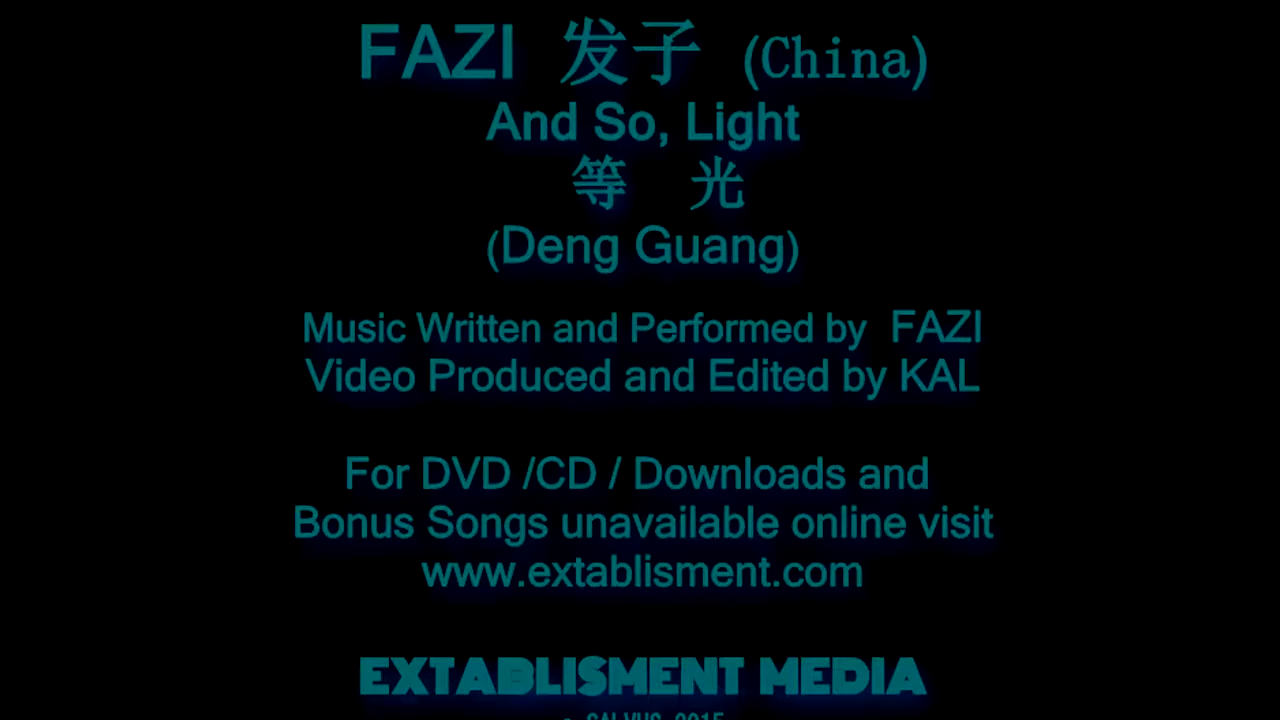 FAZI 发子 (China)
And So, Light
等 光
(Deng Guang)
Music Written and Performed by FAZI
Video Produced and Edited by KAL
For DVD /CD / Downloads and
Bonus Songs unavailable online visit
www.extablisment.com
EXTABLISMENT MEDIA